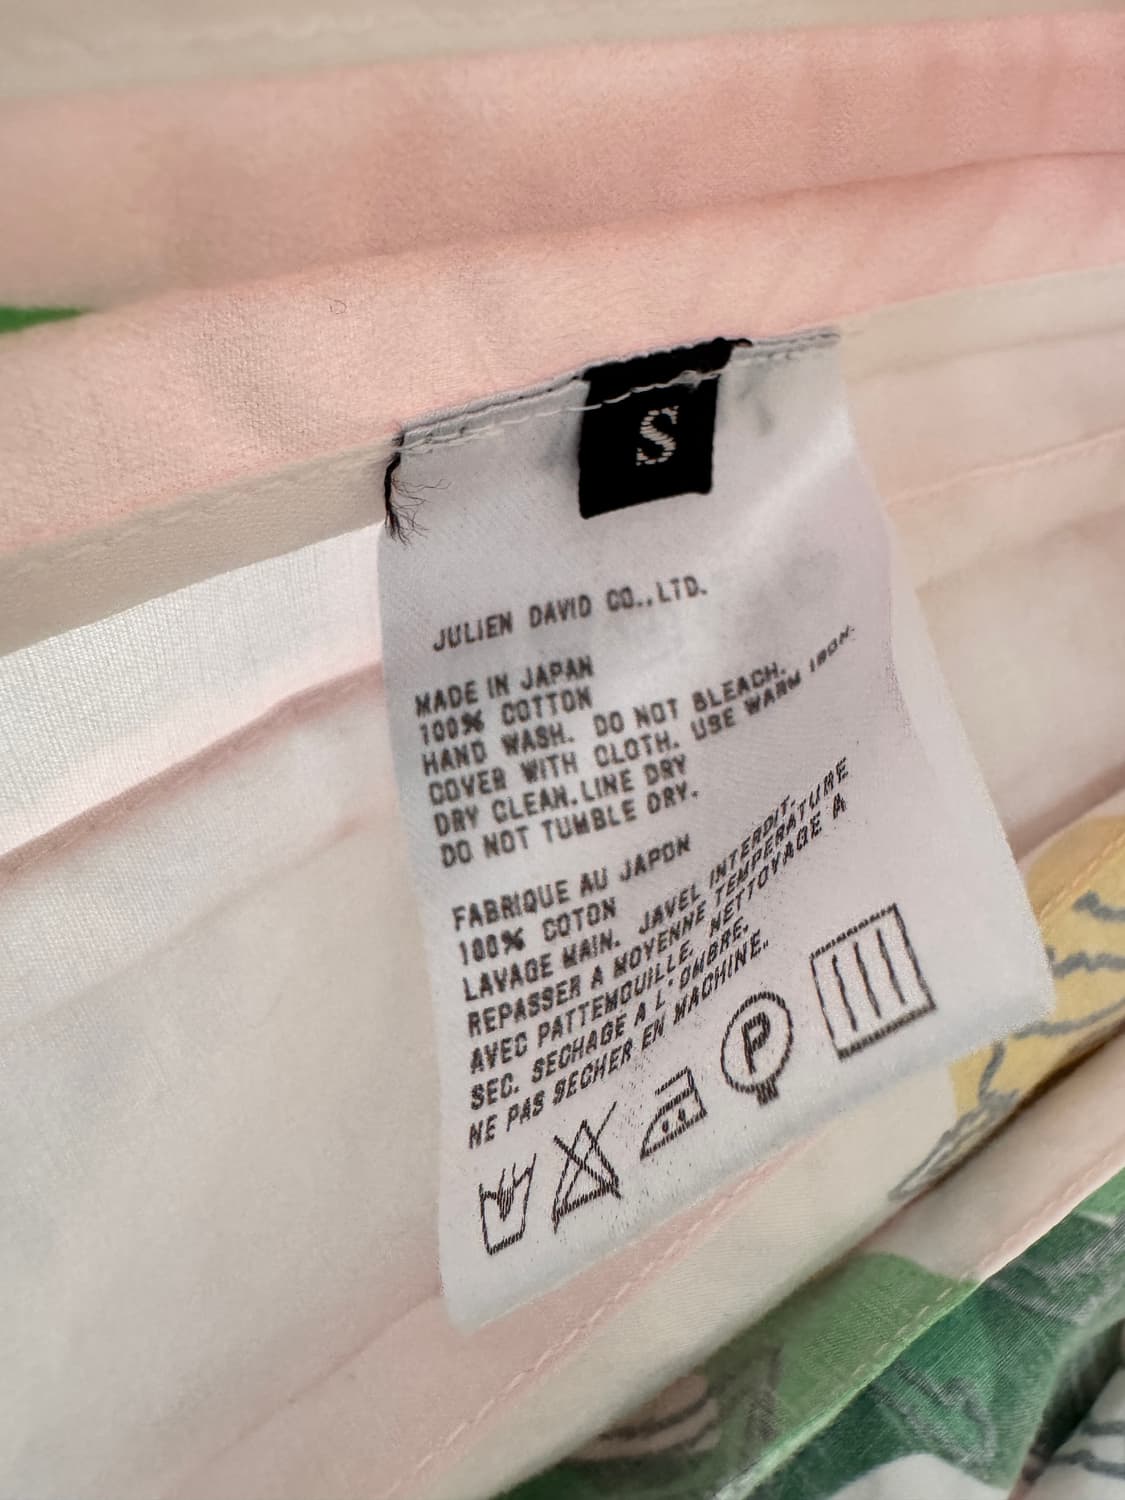 S
JULIEN DAVID CO.,LTD.
MADE IN JAPAN
100% COTTON
HAND WASH. DO NOT BLEACH.
COVER WITH CLOTH. USE WARM IRON.
DRY CLEAN.LINE DRY
DO NOT TUMBLE DRY.
FABRIQUE AU JAPON
100% COTON
LAVAGE MAIN. JAVEL INTERDIT.
REPASSER A MOYENNE TEMPERATURE
AVEC PATTEMOUILLE. NETTOYAGE A
SEC. SECHAGE A L'OMBRE.
NE PAS SECHER EN MACHINE.
P